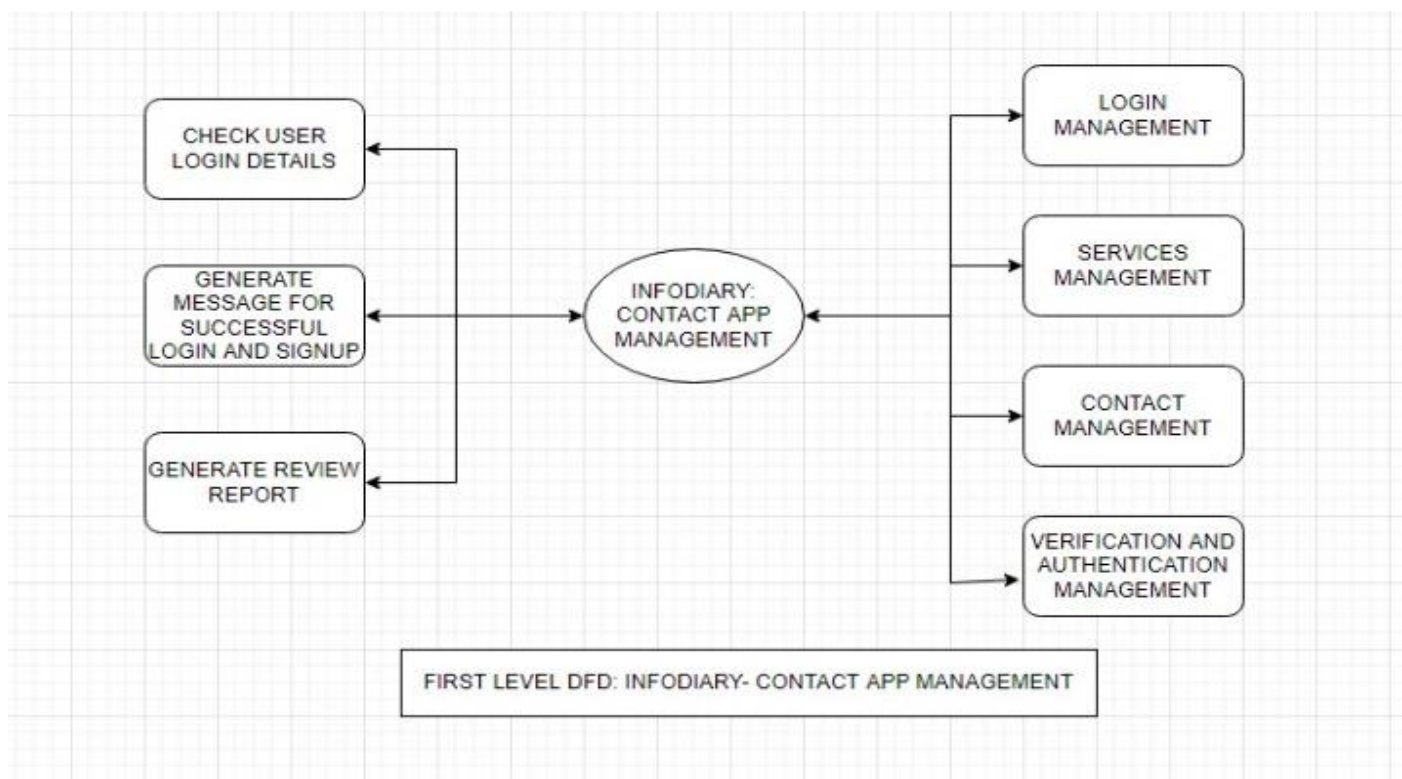 CHECK USER
LOGIN DETAILS
GENERATE
MESSAGE FOR
SUCCESSFUL
LOGIN AND SIGNUP
GENERATE REVIEW
REPORT
INFODIARY:
CONTACT APP
MANAGEMENT
LOGIN
MANAGEMENT
SERVICES
MANAGEMENT
CONTACT
MANAGEMENT
VERIFICATION AND
AUTHENTICATION
MANAGEMENT
FIRST LEVEL DFD: INFODIARY- CONTACT APP MANAGEMENT